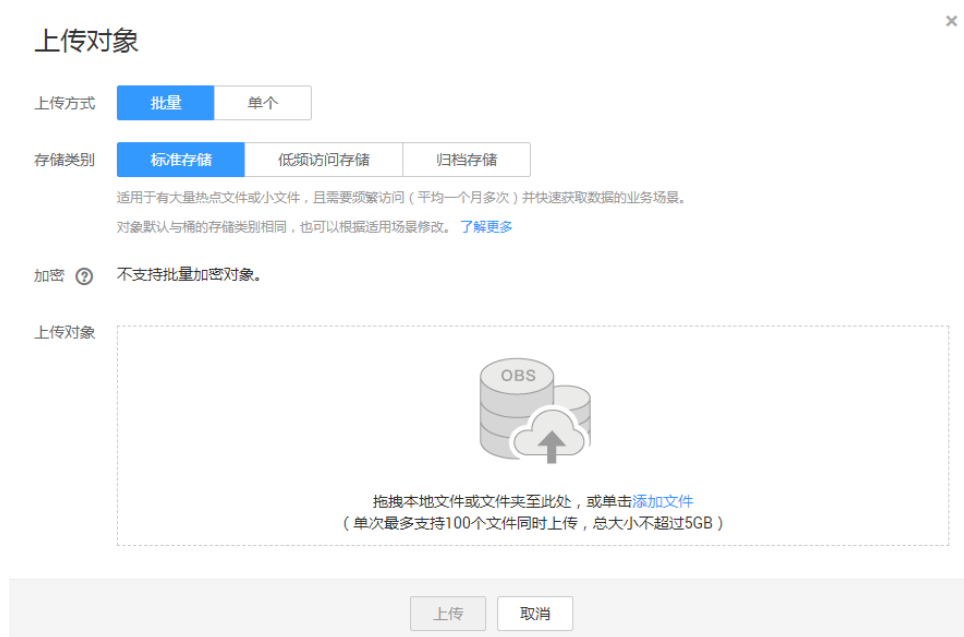 上传对象
上传方式 批量 单个
存储类别 标准存储 低频访问存储 归档存储
适用于有大量热点文件或小文件，且需要频繁访问（平均一个月多次）并快速获取数据的业务场景。
对象默认与桶的存储类别相同，也可以根据适用场景修改。 了解更多
加密 ? 不支持批量加密对象。
上传对象
OBS
拖拽本地文件或文件夹至此处，或单击添加文件
（单次最多支持100个文件同时上传，总大小不超过5GB）
上传 取消